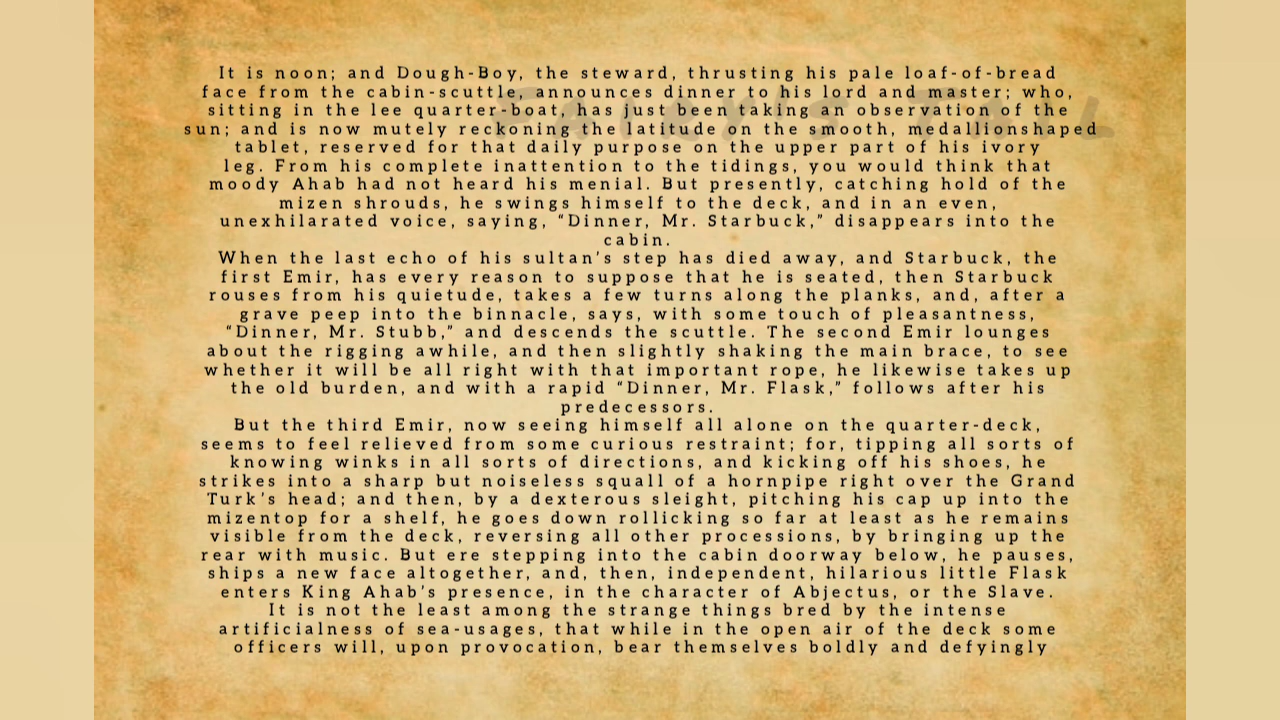 It is noon; and Dough-Boy, the steward, thrusting his pale loaf-of-bread
face from the cabin-scuttle, announces dinner to his lord and master; who,
sitting in the lee quarter-boat, has just been taking an observation of the
sun; and is now mutely reckoning the latitude on the smooth, medallionshaped
tablet, reserved for that daily purpose on the upper part of his ivory
leg. From his complete inattention to the tidings, you would think that
moody Ahab had not heard his menial. But presently, catching hold of the
mizen shrouds, he swings himself to the deck, and in an even,
unexhilarated voice, saying, “Dinner, Mr. Starbuck,” disappears into the
cabin.
When the last echo of his sultan’s step has died away, and Starbuck, the
first Emir, has every reason to suppose that he is seated, then Starbuck
rouses from his quietude, takes a few turns along the planks, and, after a
grave peep into the binnacle, says, with some touch of pleasantness,
“Dinner, Mr. Stubb,” and descends the scuttle. The second Emir lounges
about the rigging awhile, and then slightly shaking the main brace, to see
whether it will be all right with that important rope, he likewise takes up
the old burden, and with a rapid “Dinner, Mr. Flask,” follows after his
predecessors.
But the third Emir, now seeing himself all alone on the quarter-deck,
seems to feel relieved from some curious restraint; for, tipping all sorts of
knowing winks in all sorts of directions, and kicking off his shoes, he
strikes into a sharp but noiseless squall of a hornpipe right over the Grand
Turk’s head; and then, by a dexterous sleight, pitching his cap up into the
mizentop for a shelf, he goes down rollicking so far at least as he remains
visible from the deck, reversing all other processions, by bringing up the
rear with music. But ere stepping into the cabin doorway below, he pauses,
ships a new face altogether, and, then, independent, hilarious little Flask
enters King Ahab’s presence, in the character of Abjectus, or the Slave.
It is not the least among the strange things bred by the intense
artificialness of sea-usages, that while in the open air of the deck some
officers will, upon provocation, bear themselves boldly and defyingly